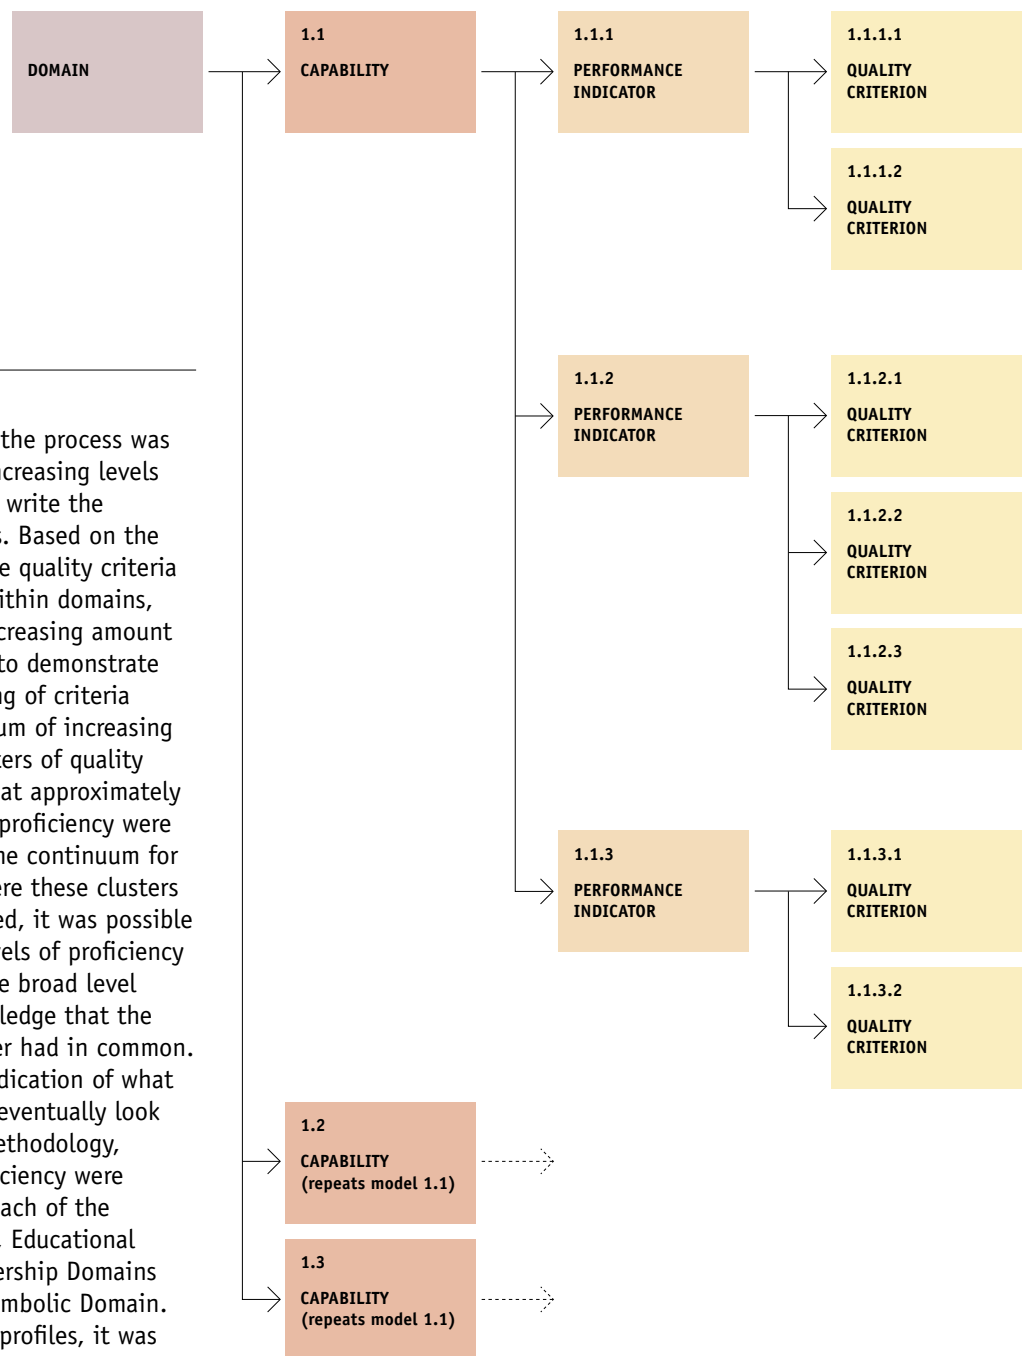 DOMAIN
1.1
CAPABILITY
1.1.1
PERFORMANCE
INDICATOR
1.1.1.1
QUALITY
CRITERION
1.1.1.2
QUALITY
CRITERION
1.1.2
PERFORMANCE
INDICATOR
1.1.2.1
QUALITY
CRITERION
1.1.2.2
QUALITY
CRITERION
1.1.2.3
QUALITY
CRITERION
1.1.3
PERFORMANCE
INDICATOR
1.1.3.1
QUALITY
CRITERION
1.1.3.2
QUALITY
CRITERION
1.2
CAPABILITY
(repeats model 1.1)
1.3
CAPABILITY
(repeats model 1.1)
the process was
creasing levels
write the
Based on the
quality criteria
ithin domains,
creasing amount
to demonstrate
of criteria
um of increasing
ters of quality
at approximately
proficiency were
continuum for
ere these clusters
ed, it was possible
vels of proficiency
broad level
ledge that the
er had in common.
dication of what
eventually look
ethodology,
ciency were
ach of the
Educational
ership Domains
mbolic Domain.
profiles, it was